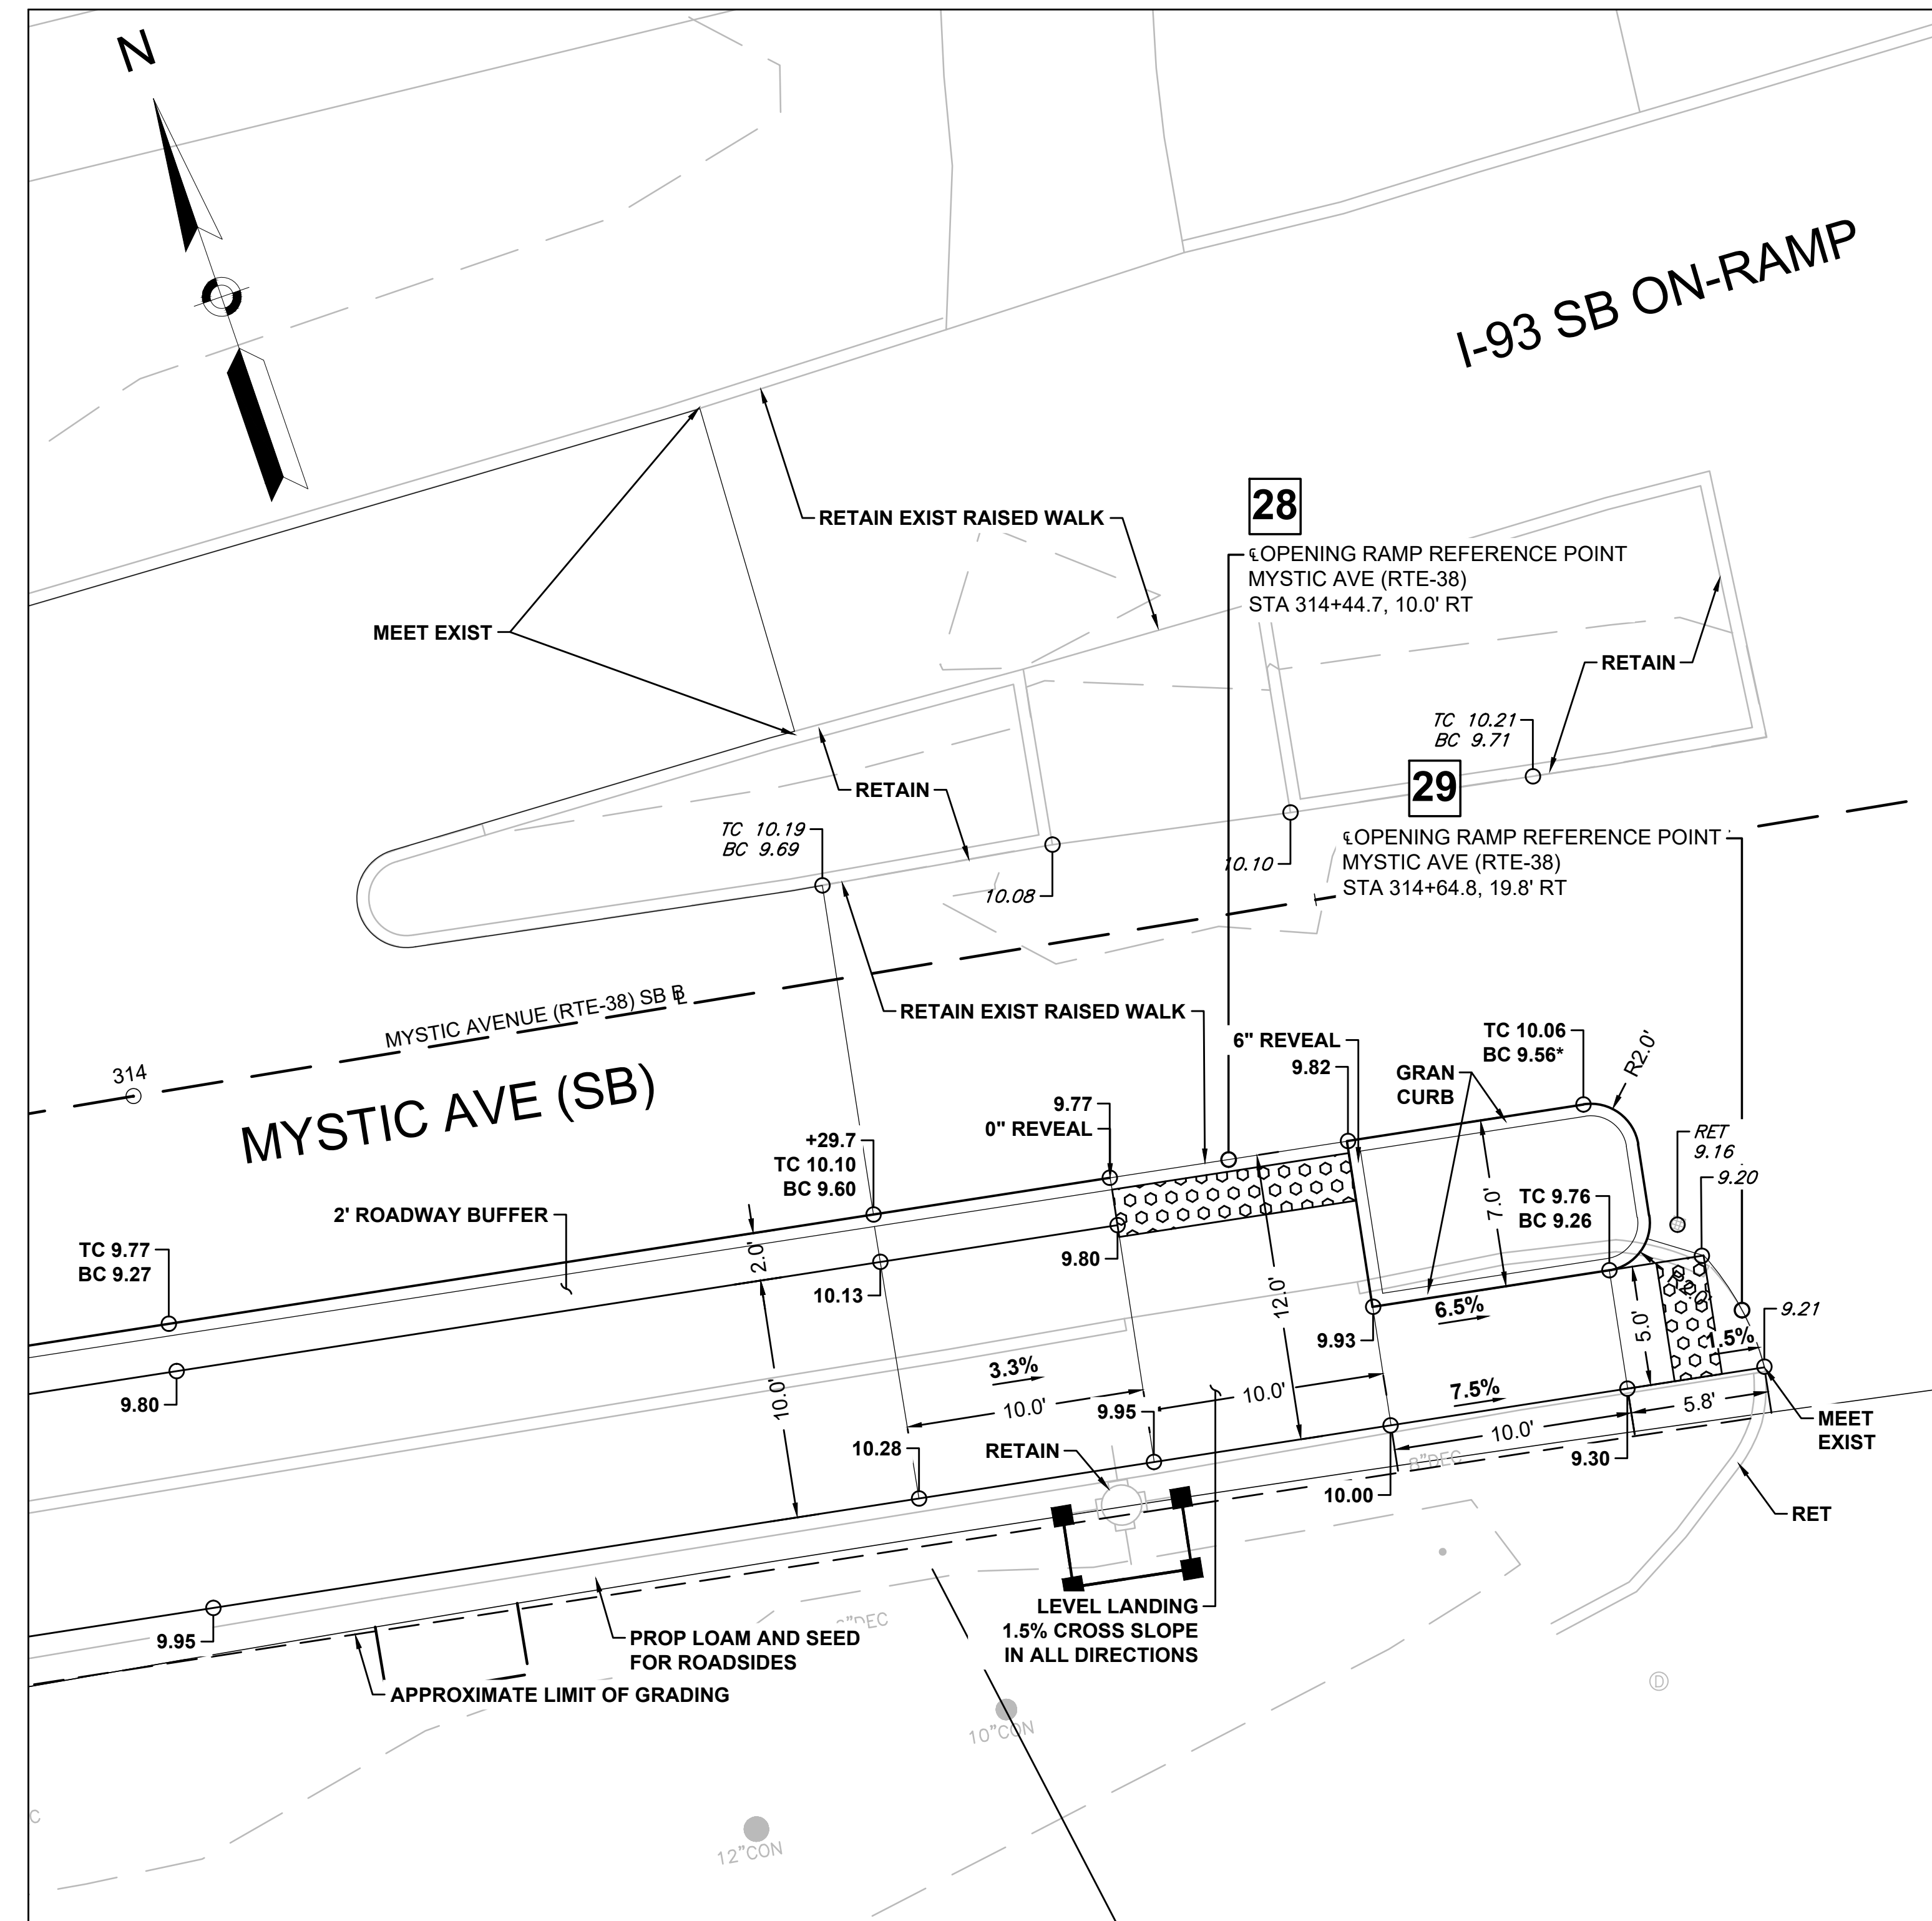 N
I-93 SB ON-RAMP
RETAIN EXIST RAISED WALK
28
℄ OPENING RAMP REFERENCE POINT
MYSTIC AVE (RTE-38)
STA 314+44.7, 10.0' RT
MEET EXIST
RETAIN
TC 10.21
BC 9.71
29
℄ OPENING RAMP REFERENCE POINT
MYSTIC AVE (RTE-38)
STA 314+64.8, 19.8' RT
RETAIN
TC 10.19
BC 9.69
10.10
10.08
MYSTIC AVENUE (RTE-38) SB BL
314
MYSTIC AVE (SB)
RETAIN EXIST RAISED WALK
6" REVEAL
9.82
TC 10.06
BC 9.56*
R2.0'
GRAN
CURB
9.77
0" REVEAL
+29.7
TC 10.10
BC 9.60
RET
9.16
9.20
2' ROADWAY BUFFER
TC 9.76
BC 9.26
7.0'
TC 9.77
BC 9.27
2.0'
9.80
10.13
12.0'
R2.0'
6.5%
9.93
5.0'
1.5%
9.21
3.3%
10.0'
10.0'
10.0'
7.5%
5.8'
9.80
9.95
10.0'
MEET
EXIST
10.28
RETAIN
8"DEC
9.30
10.00
RET
LEVEL LANDING
1.5% CROSS SLOPE
IN ALL DIRECTIONS
9.95
PROP LOAM AND SEED
FOR ROADSIDES
"DEC
APPROXIMATE LIMIT OF GRADING
D
10"CON
C
12"CON